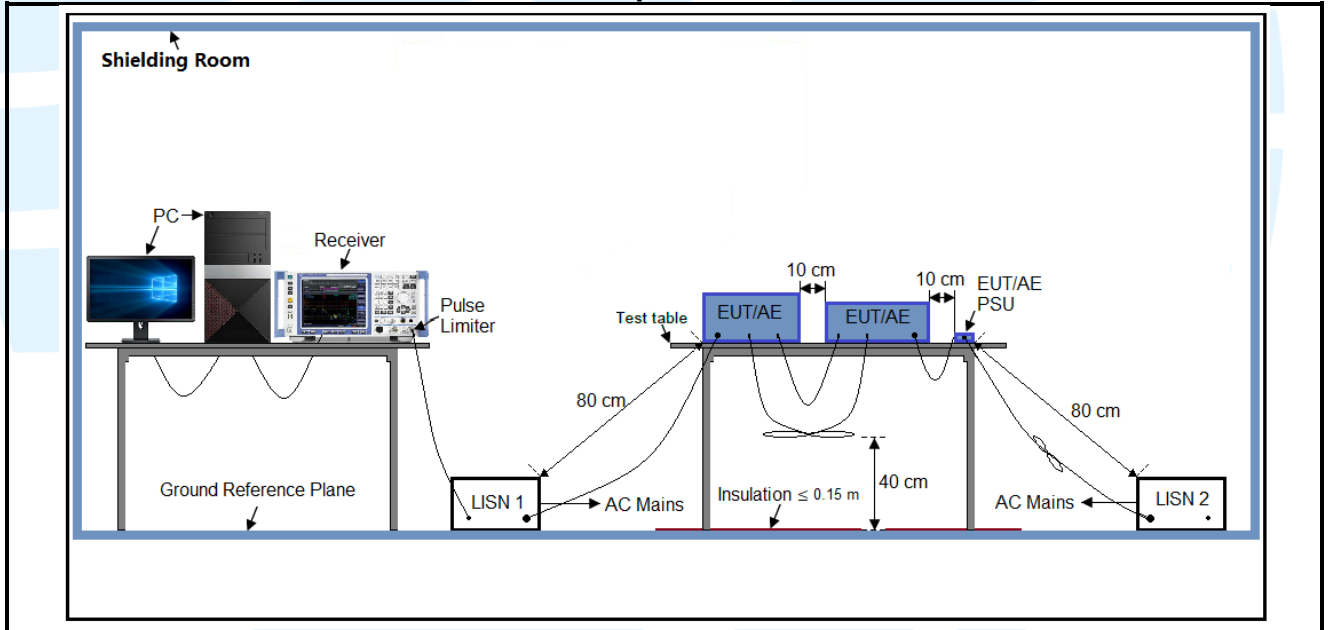 Shielding Room
PC
Receiver
Pulse
Limiter
10 cm
10 cm
EUT/AE
PSU
Test table
EUT/AE
EUT/AE
80 cm
80 cm
40 cm
Ground Reference Plane
LISN 1
AC Mains
Insulation ≤ 0.15 m
AC Mains
LISN 2